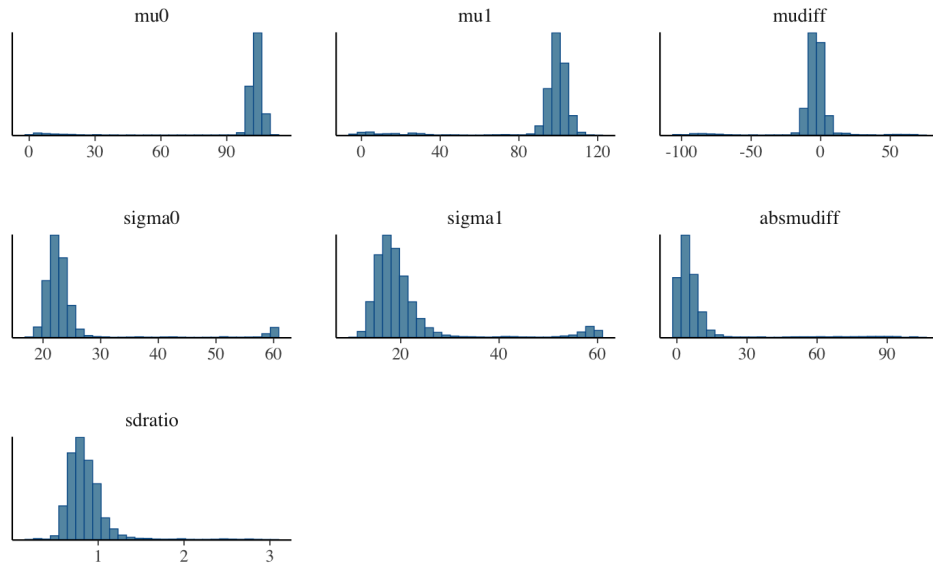 mu0 mu1 mudiff
0 30 60 90 0 40 80 120 -100 -50 0 50
sigma0 sigma1 absmudiff
20 30 40 50 60 20 40 60 0 30 60 90
sdratio
1 2 3